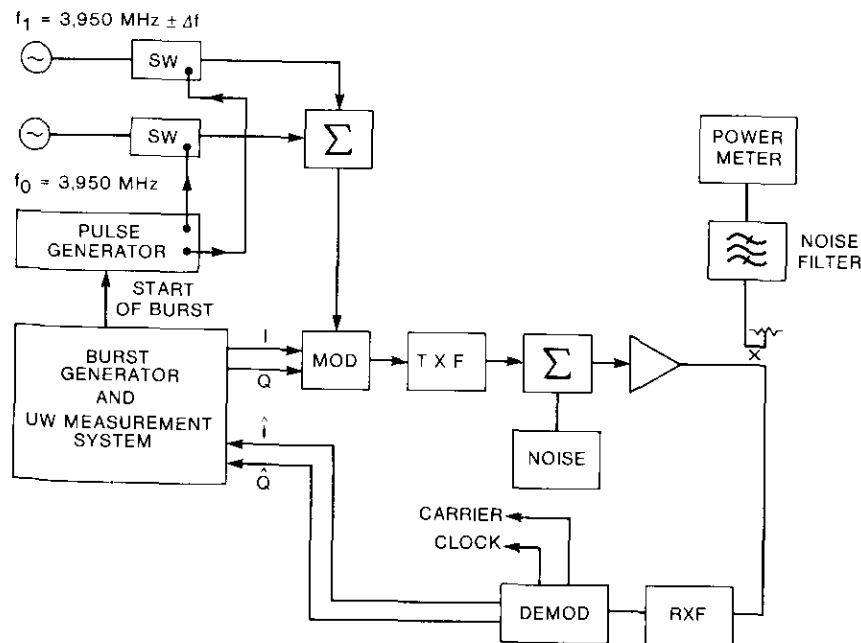 f1 = 3,950 MHz ± Δf
SW
SW
Σ
f0 = 3,950 MHz
PULSE
GENERATOR
START
OF BURST
BURST
GENERATOR
AND
UW MEASUREMENT
SYSTEM
I
Q
Î
Q̂
MOD
T X F
Σ
NOISE
POWER
METER
NOISE
FILTER
X
CARRIER
CLOCK
DEMOD
RXF